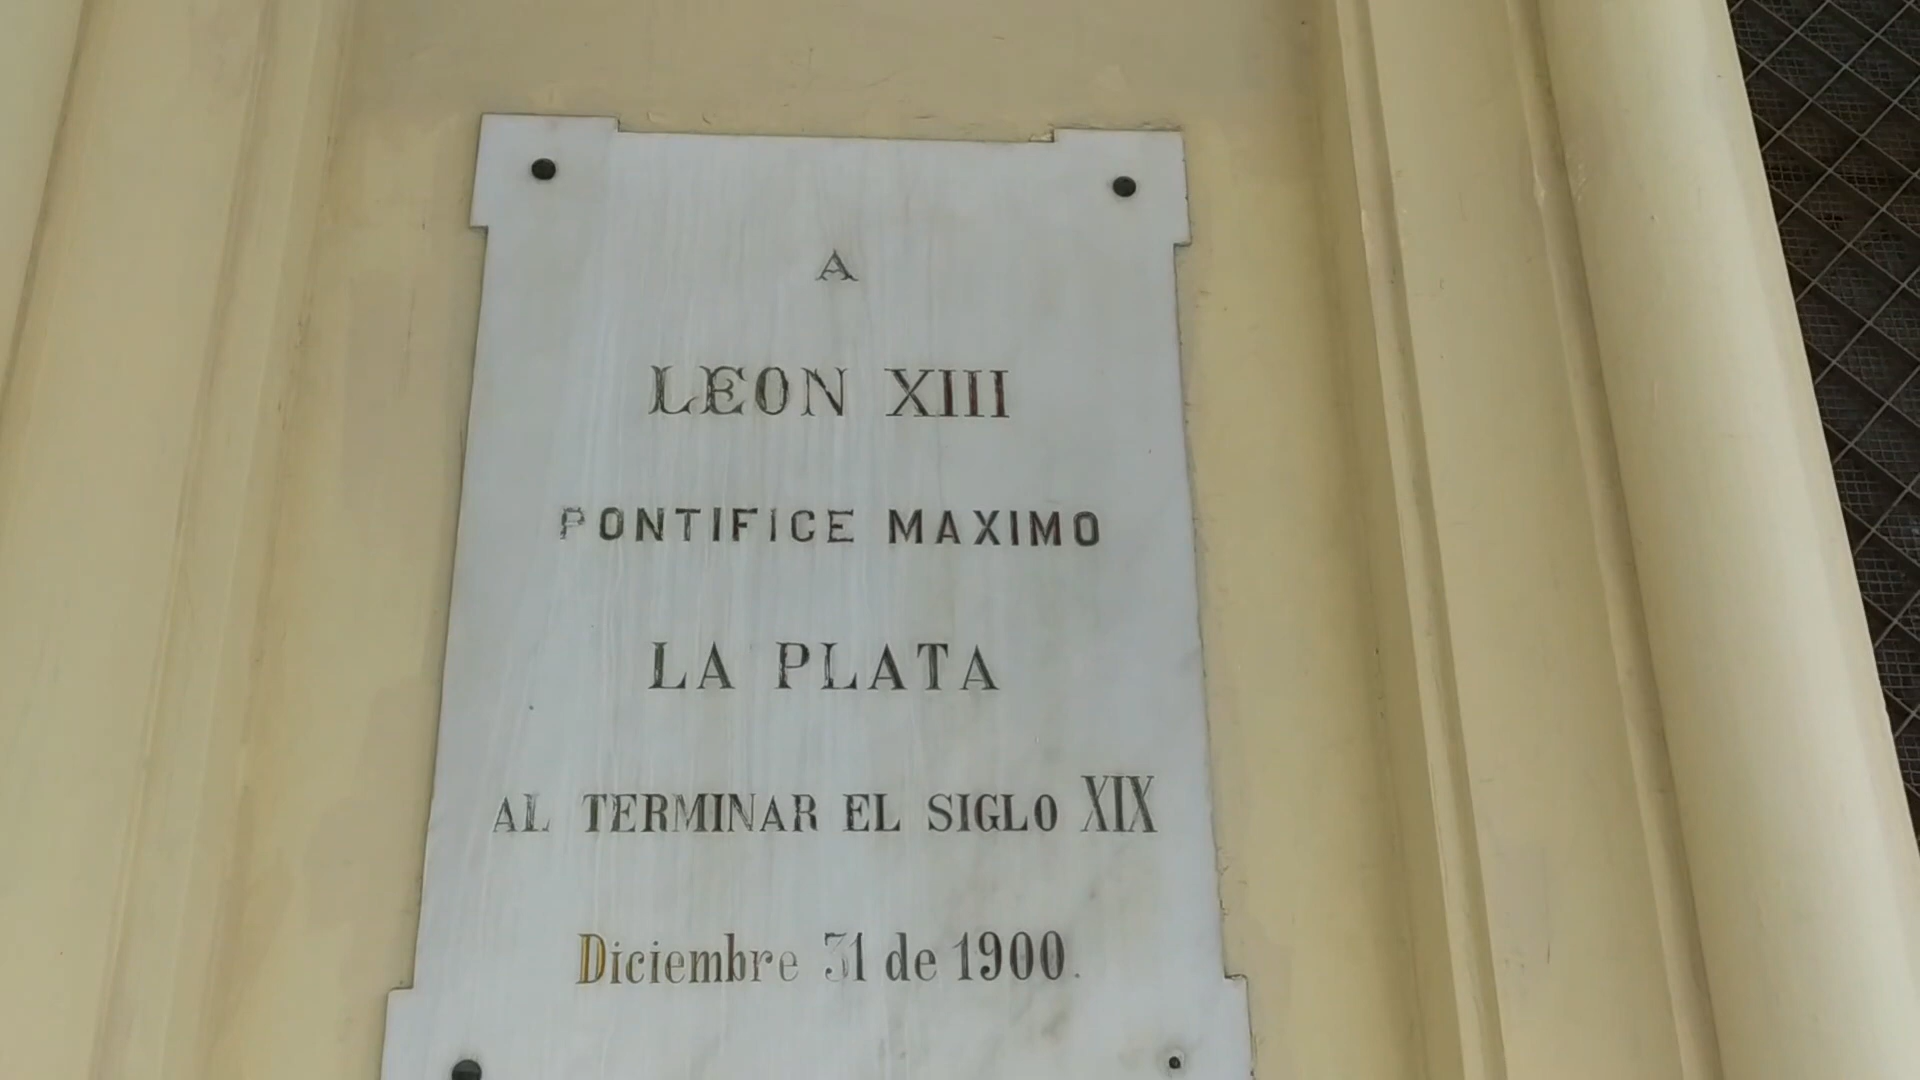 A
LEON XIII
PONTIFICE MAXIMO
LA PLATA
AL TERMINAR EL SIGLO XIX
Diciembre 31 de 1900.